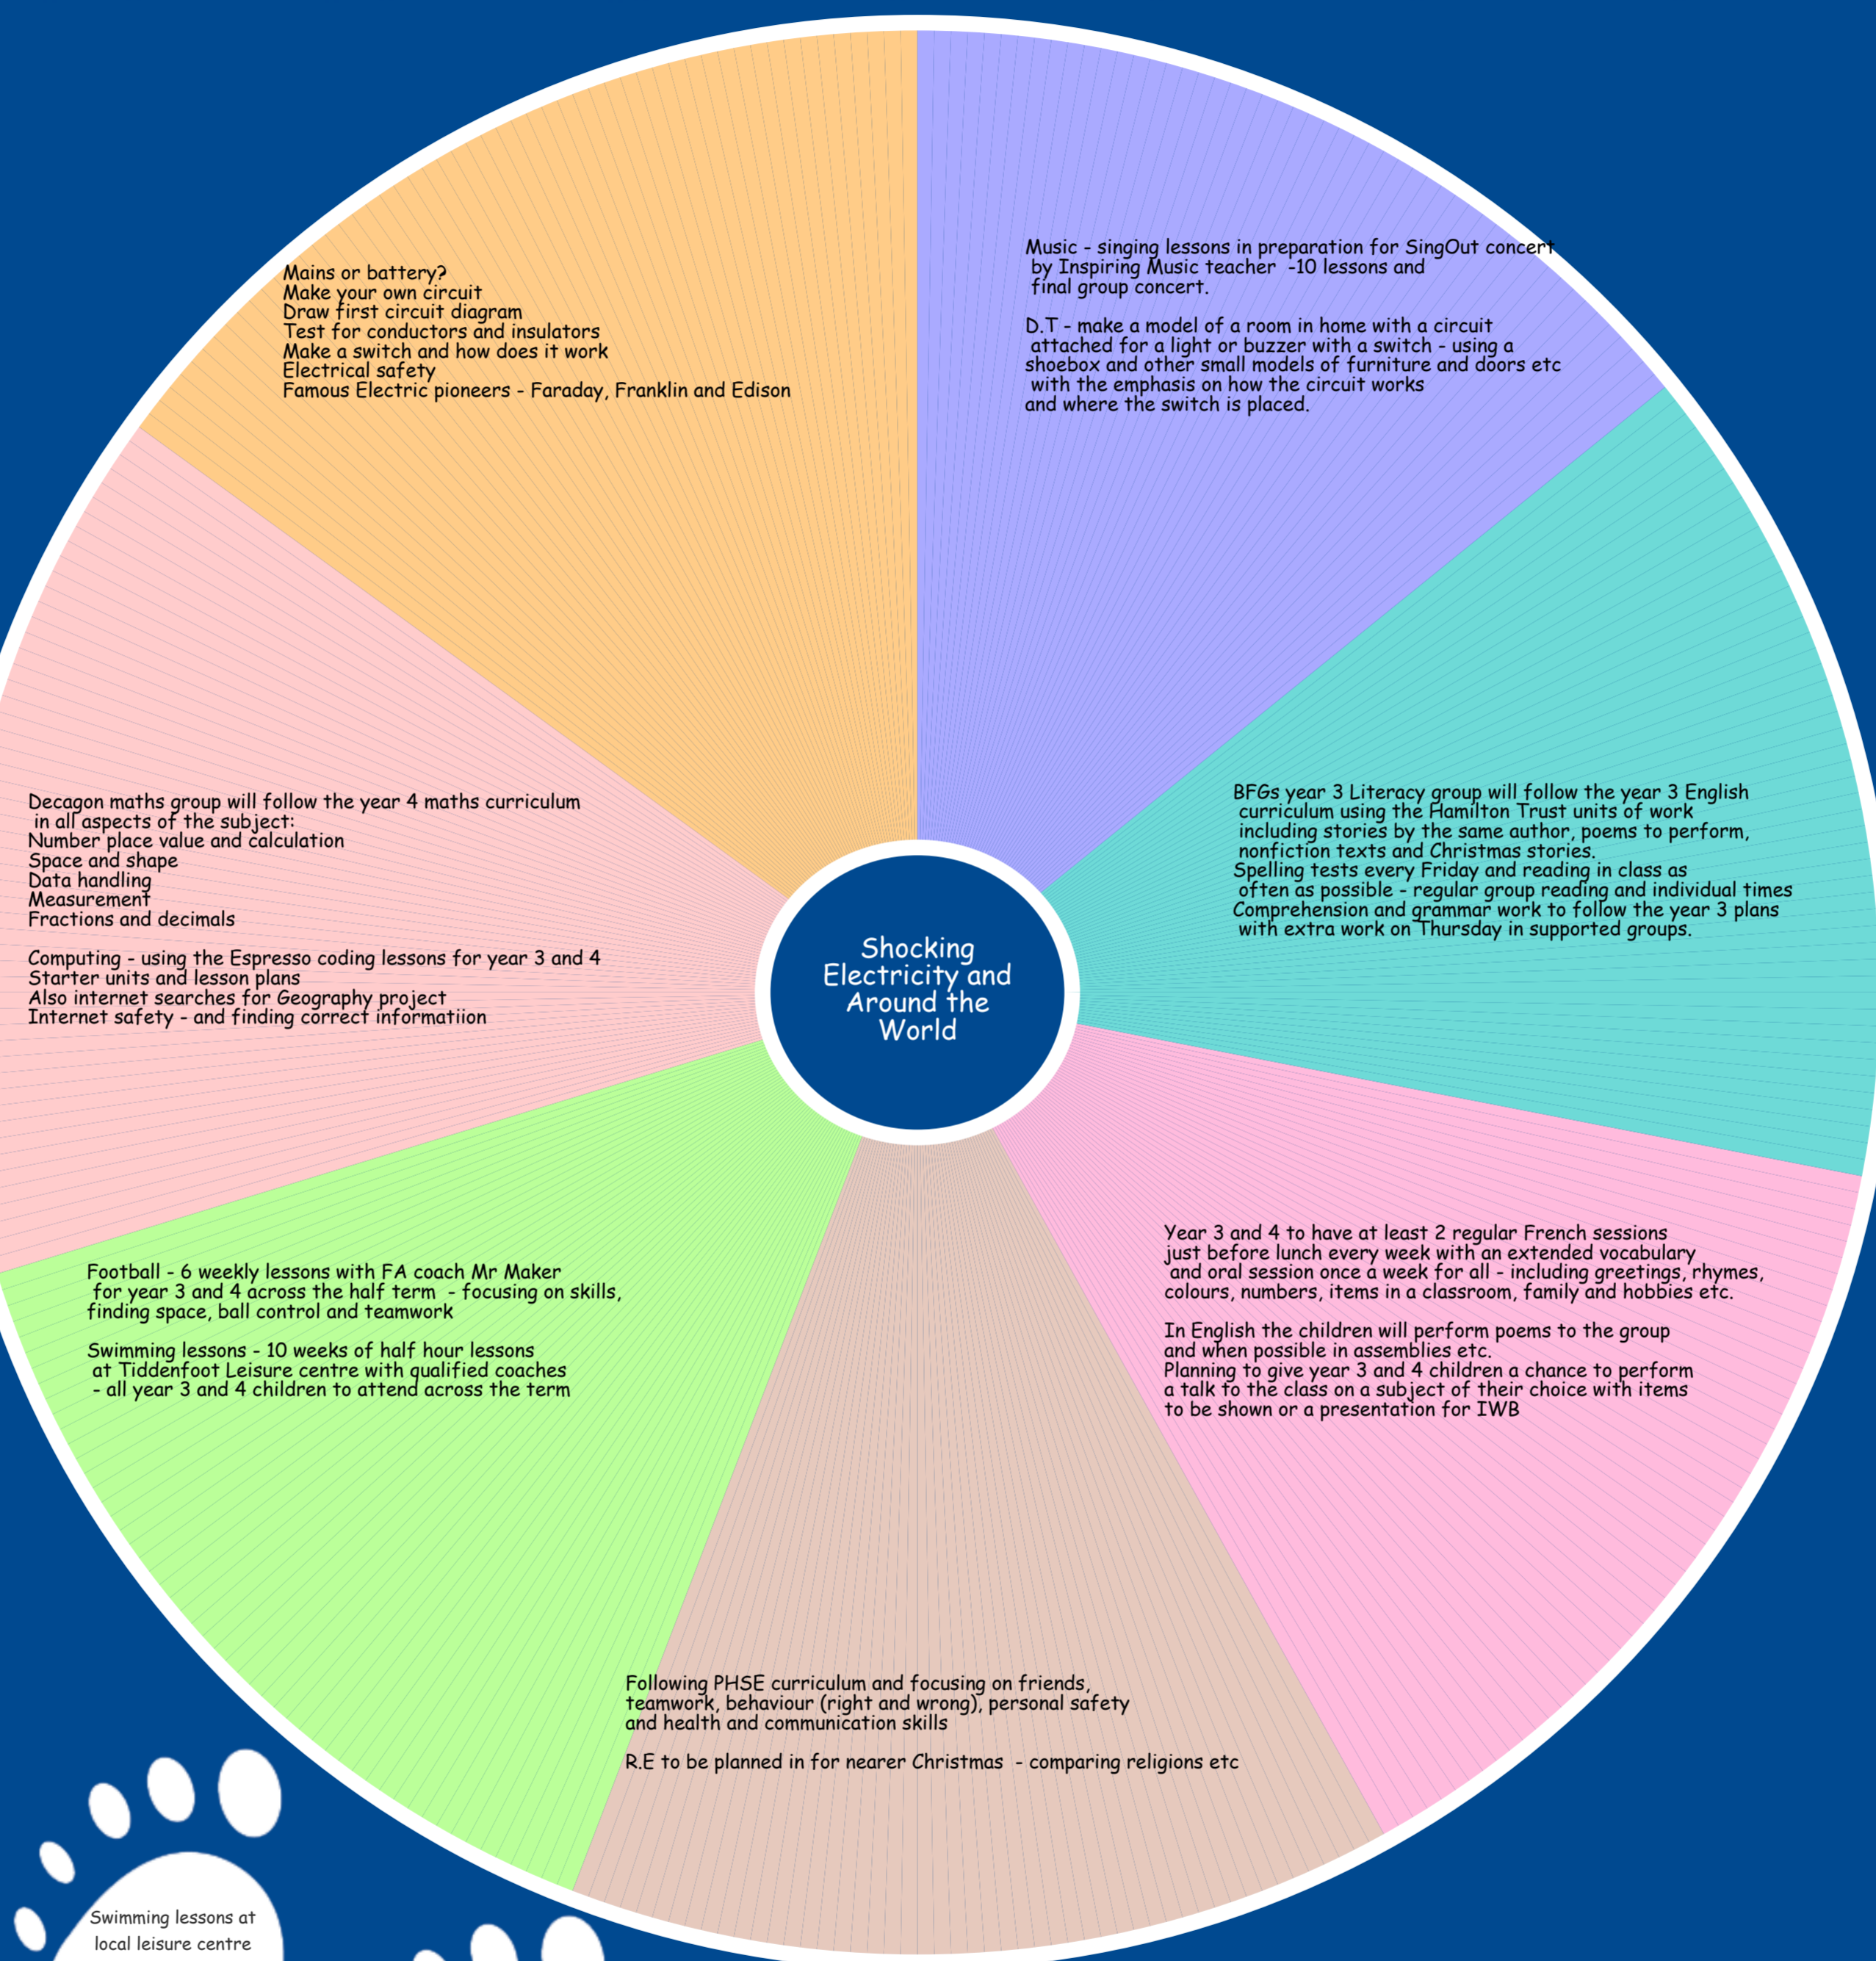 Music - singing lessons in preparation for SingOut concert
by Inspiring Music teacher -10 lessons and
final group concert.
D.T - make a model of a room in home with a circuit
attached for a light or buzzer with a switch - using a
shoebox and other small models of furniture and doors etc
with the emphasis on how the circuit works
and where the switch is placed.
Mains or battery?
Make your own circuit
Draw first circuit diagram
Test for conductors and insulators
Make a switch and how does it work
Electrical safety
Famous Electric pioneers - Faraday, Franklin and Edison
BFGs year 3 Literacy group will follow the year 3 English
curriculum using the Hamilton Trust units of work
including stories by the same author, poems to perform,
nonfiction texts and Christmas stories.
Spelling tests every Friday and reading in class as
often as possible - regular group reading and individual times
Comprehension and grammar work to follow the year 3 plans
with extra work on Thursday in supported groups.
Decagon maths group will follow the year 4 maths curriculum
in all aspects of the subject:
Number place value and calculation
Space and shape
Data handling
Measurement
Fractions and decimals
Computing - using the Espresso coding lessons for year 3 and 4
Starter units and lesson plans
Also internet searches for Geography project
Internet safety - and finding correct informatiion
Shocking
Electricity and
Around the
World
Year 3 and 4 to have at least 2 regular French sessions
just before lunch every week with an extended vocabulary
and oral session once a week for all - including greetings, rhymes,
colours, numbers, items in a classroom, family and hobbies etc.
In English the children will perform poems to the group
and when possible in assemblies etc.
Planning to give year 3 and 4 children a chance to perform
a talk to the class on a subject of their choice with items
to be shown or a presentation for IWB
Football - 6 weekly lessons with FA coach Mr Maker
for year 3 and 4 across the half term - focusing on skills,
finding space, ball control and teamwork
Swimming lessons - 10 weeks of half hour lessons
at Tiddenfoot Leisure centre with qualified coaches
- all year 3 and 4 children to attend across the term
Following PHSE curriculum and focusing on friends,
teamwork, behaviour (right and wrong), personal safety
and health and communication skills
R.E to be planned in for nearer Christmas - comparing religions etc
Swimming lessons at
local leisure centre